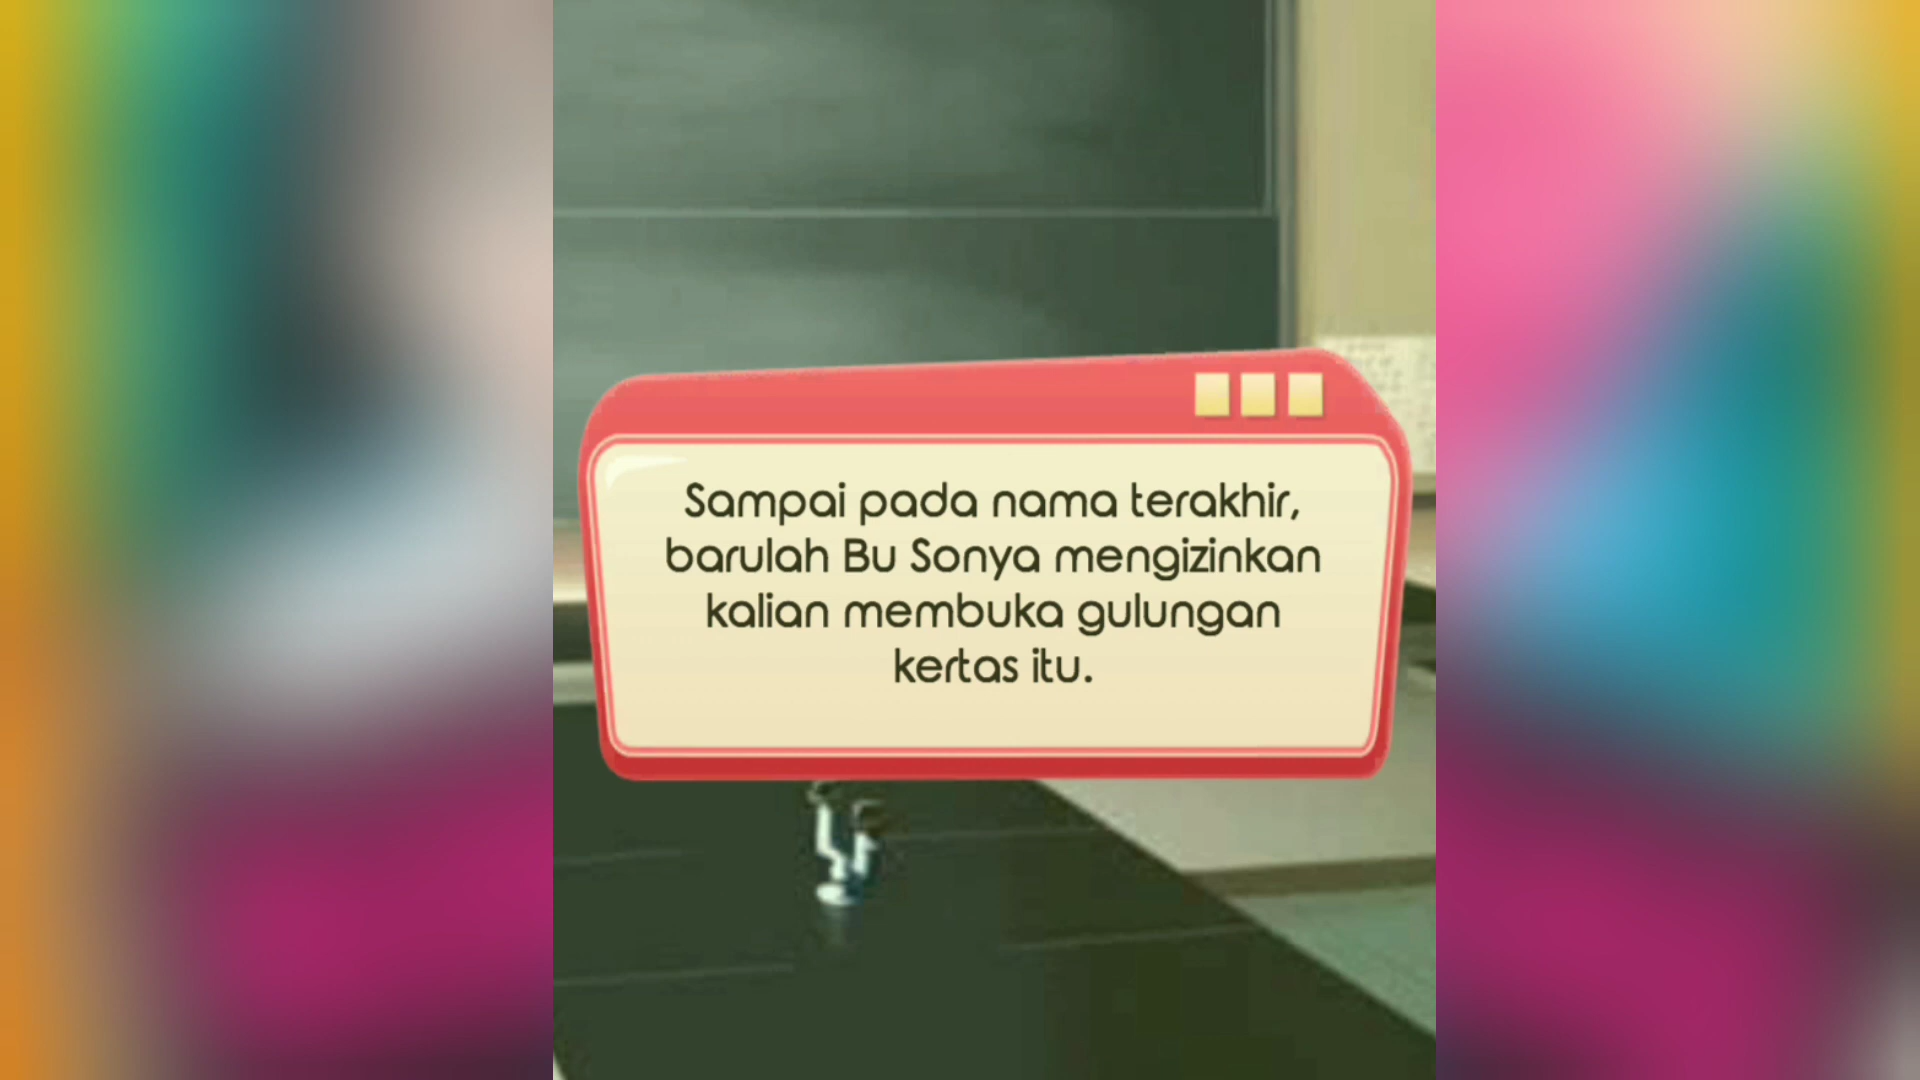 Sampai pada nama terakhir,
barulah Bu Sonya mengizinkan
kalian membuka gulungan
kertas itu.